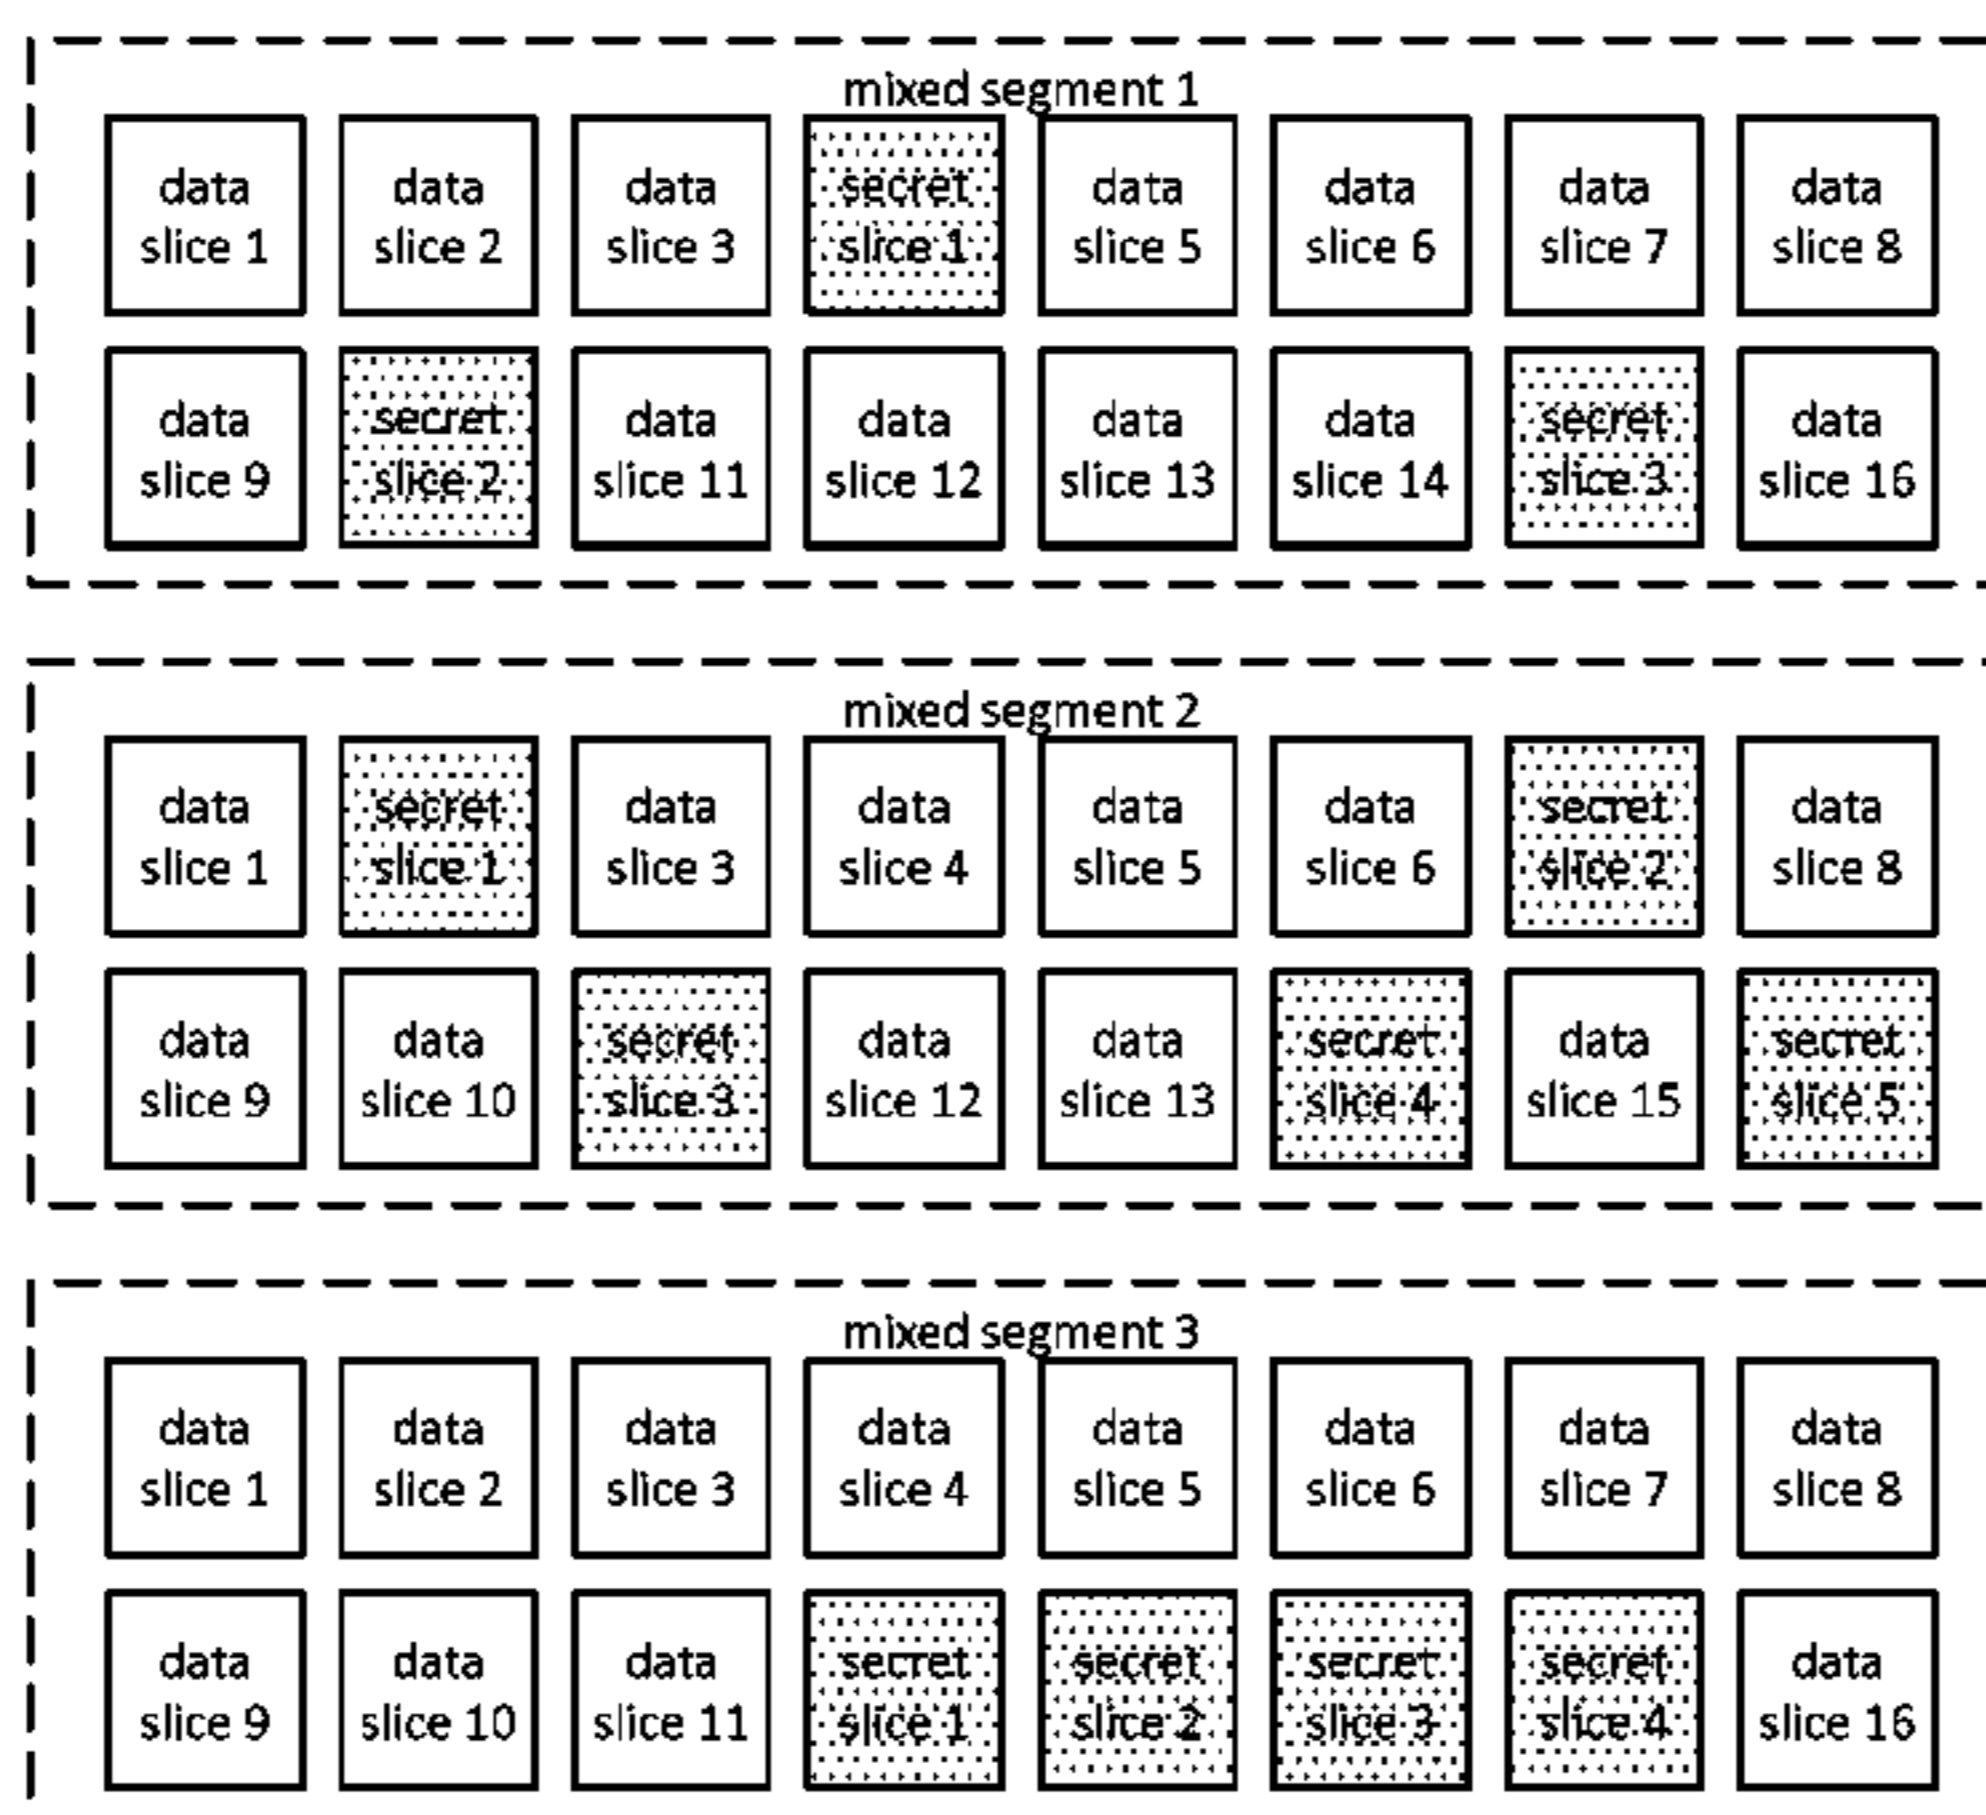 mixed segment 1
data data data secret data data data data
slice 1 slice 2 slice 3 slice 1 slice 5 slice 6 slice 7 slice 8
data secret data data data data secret data
slice 9 slice 2 slice 11 slice 12 slice 13 slice 14 slice 3 slice 16
mixed segment 2
data secret data data data data secret data
slice 1 slice 1 slice 3 slice 4 slice 5 slice 6 slice 2 slice 8
data data secret data data secret data secret
slice 9 slice 10 slice 3 slice 12 slice 13 slice 4 slice 15 slice 5
mixed segment 3
data data data data data data data data
slice 1 slice 2 slice 3 slice 4 slice 5 slice 6 slice 7 slice 8
data data data secret secret secret secret data
slice 9 slice 10 slice 11 slice 1 slice 2 slice 3 slice 4 slice 16